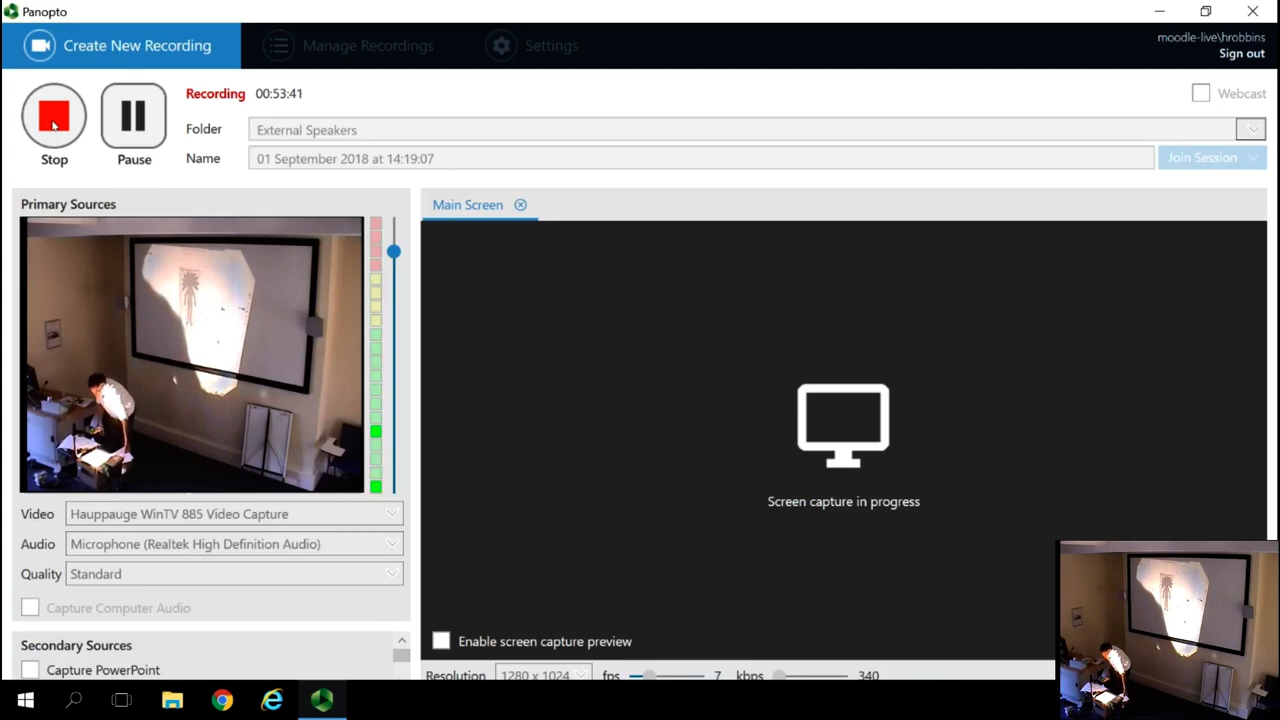 Panopto
Create New Recording
Manage Recordings
Settings
moodle-live\hrobbins
Sign out
Recording 00:53:41
Webcast
Stop
Pause
Folder
External Speakers
Name
01 September 2018 at 14:19:07
Join Session
Primary Sources
Main Screen
Screen capture in progress
Video
Hauppauge WinTV 885 Video Capture
Audio
Microphone (Realtek High Definition Audio)
Quality
Standard
Capture Computer Audio
Enable screen capture preview
Secondary Sources
Capture PowerPoint
Resolution
1280 x 1024
fps
7
kbps
340